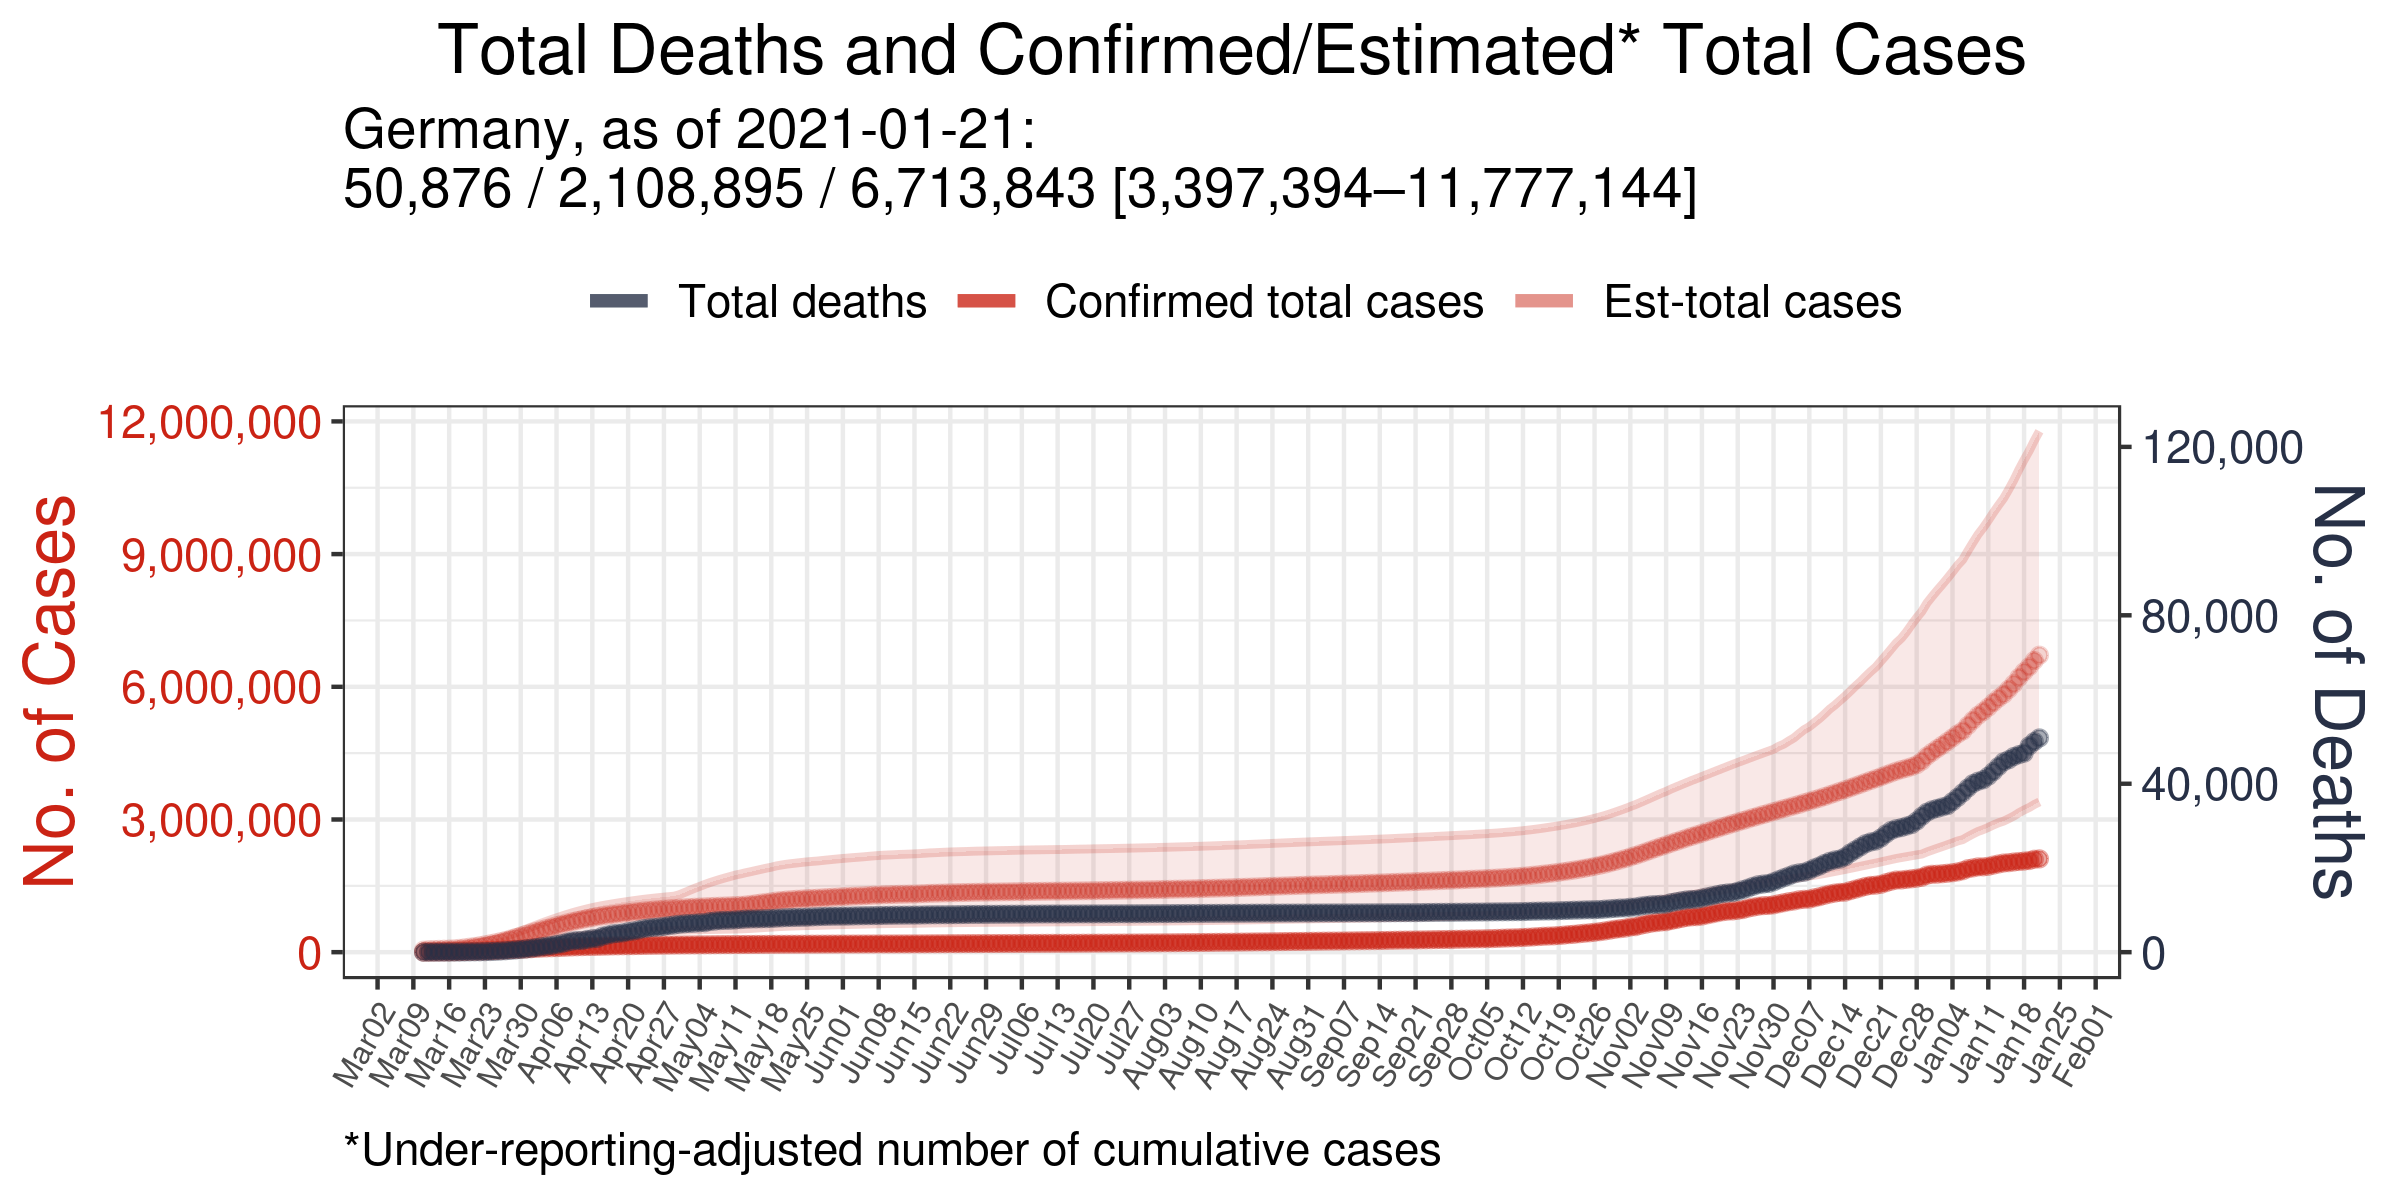 Total Deaths and Confirmed/Estimated* Total Cases
Germany, as of 2021-01-21:
50,876 / 2,108,895 / 6,713,843 [3,397,394–11,777,144]
Total deaths
Confirmed total cases
Est-total cases
No. of Cases
12,000,000
9,000,000
6,000,000
3,000,000
0
120,000
80,000
40,000
0
No. of Deaths
Mar02
Mar09
Mar16
Mar23
Mar30
Apr06
Apr13
Apr20
Apr27
May04
May11
May18
May25
Jun01
Jun08
Jun15
Jun22
Jun29
Jul06
Jul13
Jul20
Jul27
Aug03
Aug10
Aug17
Aug24
Aug31
Sep07
Sep14
Sep21
Sep28
Oct05
Oct12
Oct19
Oct26
Nov02
Nov09
Nov16
Nov23
Nov30
Dec07
Dec14
Dec21
Dec28
Jan04
Jan11
Jan18
Jan25
Feb01
*Under-reporting-adjusted number of cumulative cases